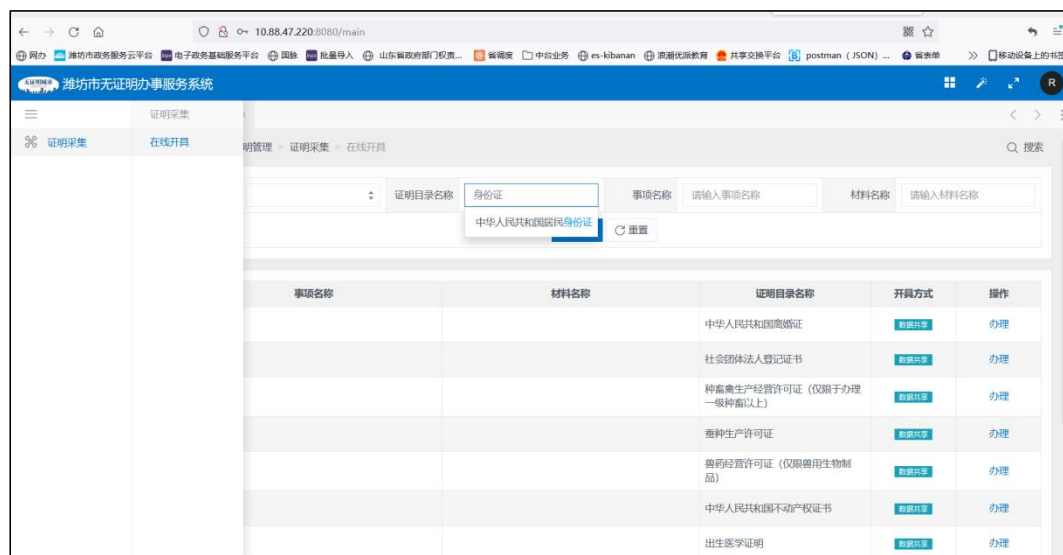 10.88.47.220:8080/main
网办 潍坊市政务服务云平台 电子政务基础服务平台 国脉 批量导入 山东省政府部门权责... 省调度 中台业务 es-kibanan 浪潮优派教育 共享交换平台 postman（JSON）... 省表单 移动设备上的书签
潍坊市无证明办事服务系统 R
证明采集
证明采集 在线开具 明管理 > 证明采集 > 在线开具 搜索
证明目录名称 身份证 事项名称 请输入事项名称 材料名称 请输入材料名称
中华人民共和国居民身份证 重置
事项名称 材料名称 证明目录名称 开具方式 操作
中华人民共和国离婚证 数据共享 办理
社会团体法人登记证书 数据共享 办理
种畜禽生产经营许可证（仅限于办理
一级种畜以上） 数据共享 办理
蚕种生产许可证 数据共享 办理
兽药经营许可证（仅限兽用生物制
品） 数据共享 办理
中华人民共和国不动产权证书 数据共享 办理
出生医学证明 数据共享 办理